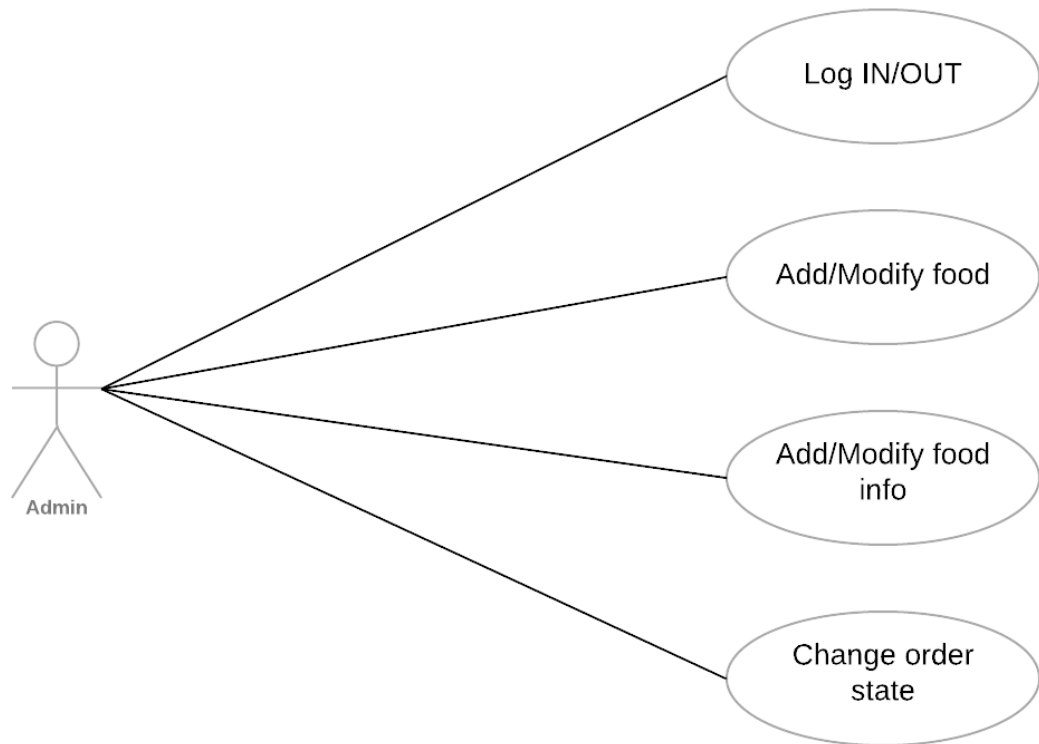 Log IN/OUT
Add/Modify food
Add/Modify food
info
Change order
state
Admin